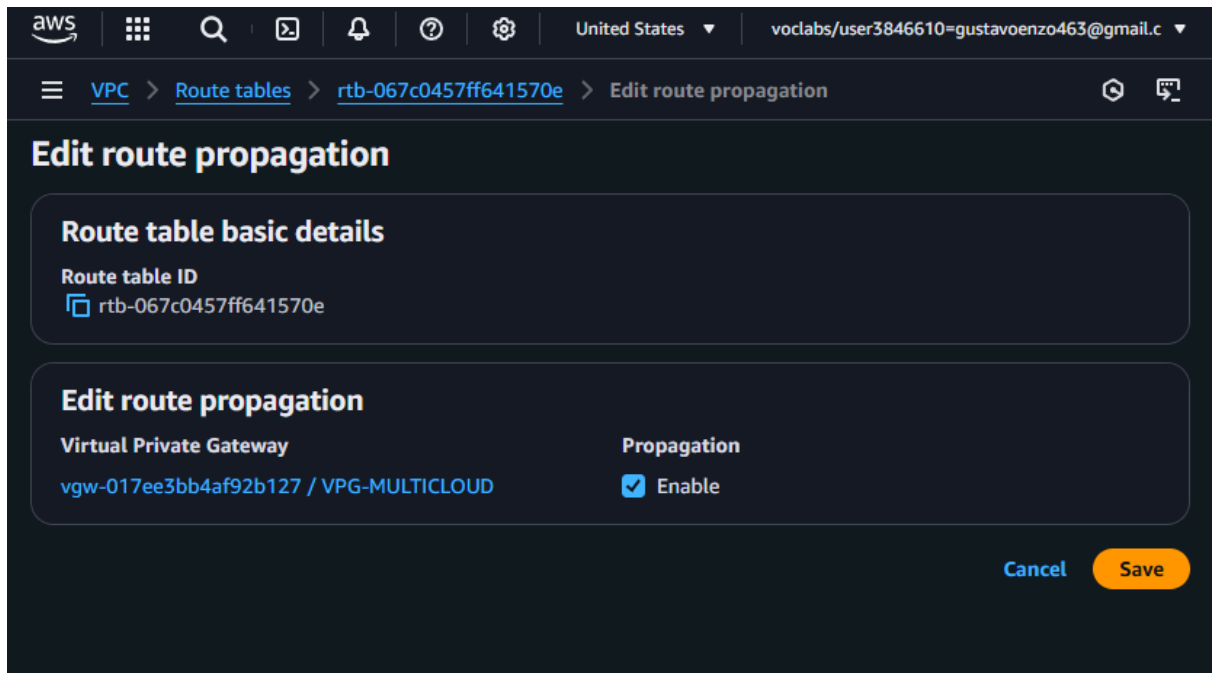 aws United States voclabs/user3846610=gustavoenzo463@gmail.c
VPC > Route tables > rtb-067c0457ff641570e > Edit route propagation
Edit route propagation
Route table basic details
Route table ID
rtb-067c0457ff641570e
Edit route propagation
Virtual Private Gateway Propagation
vgw-017ee3bb4af92b127 / VPG-MULTICLOUD Enable
Cancel Save